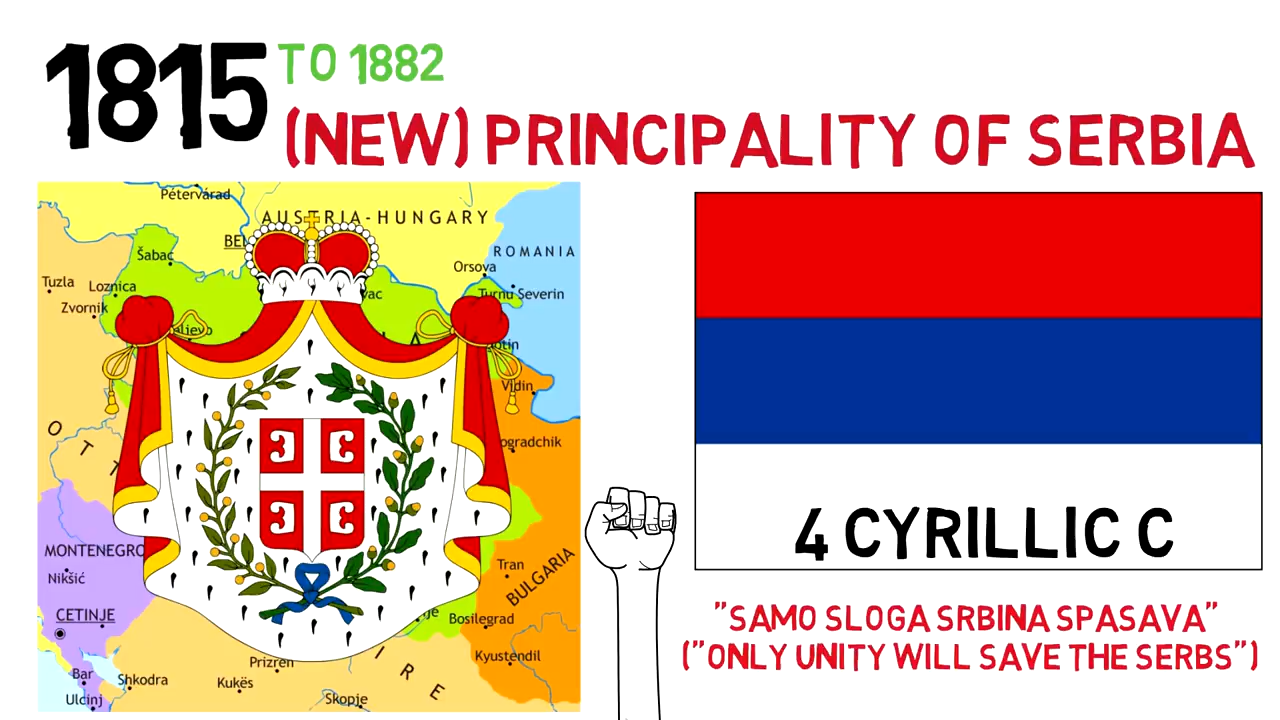 1815 TO 1882
(NEW) PRINCIPALITY OF SERBIA
Pétervárad
AUSTRIA-HUNGARY
ROMANIA
Šabac
Orsova
Tuzla
Loznica
Turnu Severin
Zvornik
Vidin
O T T
MONTENEGRO
Nikšić
CETINJE
Tran
BULGARIA
Bosilegrad
Kyustendil
Prizren
I R E
Bar
Shkodra
Kukës
Ulcinj
Skopje
4 CYRILLIC C
"SAMO SLOGA SRBINA SPASAVA"
("ONLY UNITY WILL SAVE THE SERBS")